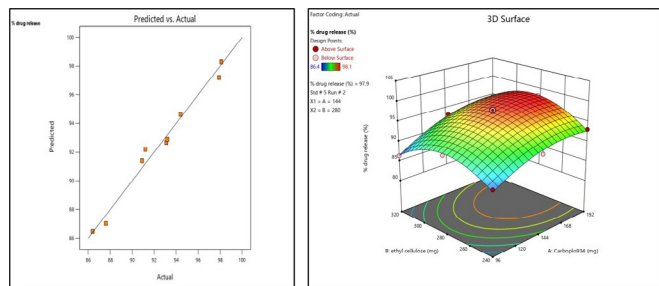 Predicted vs. Actual
% drug release
Predicted
100
98
96
94
92
90
88
86
86
88
90
92
94
96
98
100
Actual
Factor Coding: Actual
3D Surface
% drug release (%)
Design Points:
Above Surface
Below Surface
86.4
98.1
% drug release (%) = 97.9
Std # 5 Run # 2
X1 = A = 144
X2 = B = 280
% drug release (%)
105
100
95
90
85
80
320
300
280
260
240
96
120
144
168
192
B: ethyl cellulose (mg)
A: Carboplo934 (mg)